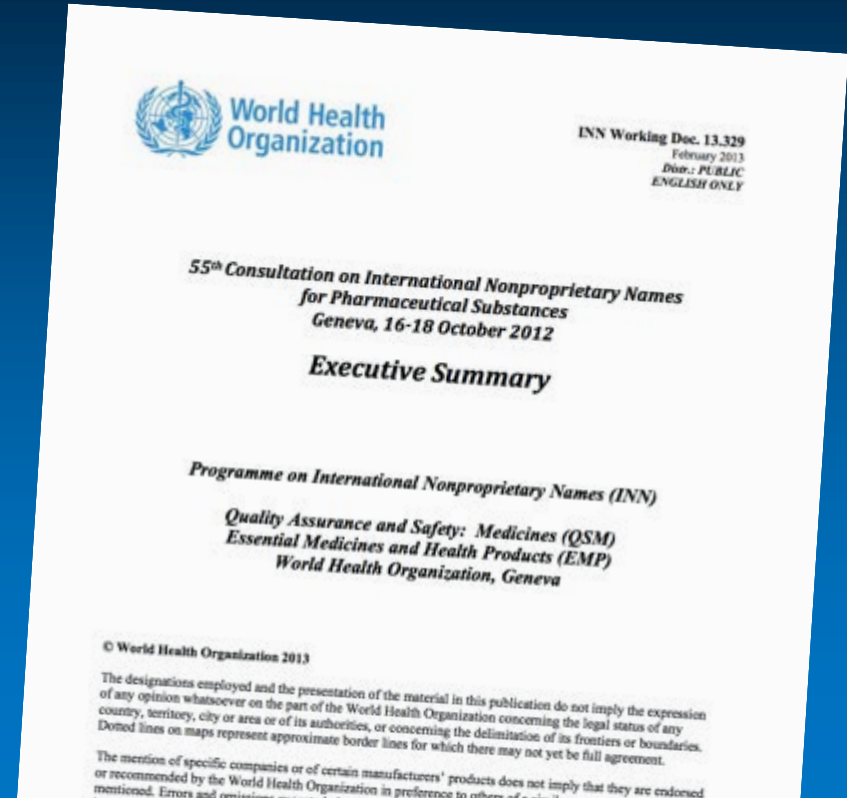 World Health
Organization
INN Working Doc. 13.329
February 2013
Distr.: PUBLIC
ENGLISH ONLY
55th Consultation on International Nonproprietary Names
for Pharmaceutical Substances
Geneva, 16-18 October 2012
Executive Summary
Programme on International Nonproprietary Names (INN)
Quality Assurance and Safety: Medicines (QSM)
Essential Medicines and Health Products (EMP)
World Health Organization, Geneva
© World Health Organization 2013
The designations employed and the presentation of the material in this publication do not imply the expression
of any opinion whatsoever on the part of the World Health Organization concerning the legal status of any
country, territory, city or area or of its authorities, or concerning the delimitation of its frontiers or boundaries.
Dotted lines on maps represent approximate border lines for which there may not yet be full agreement.
The mention of specific companies or of certain manufacturers' products does not imply that they are endorsed
or recommended by the World Health Organization in preference to others of a
mentioned. Errors and